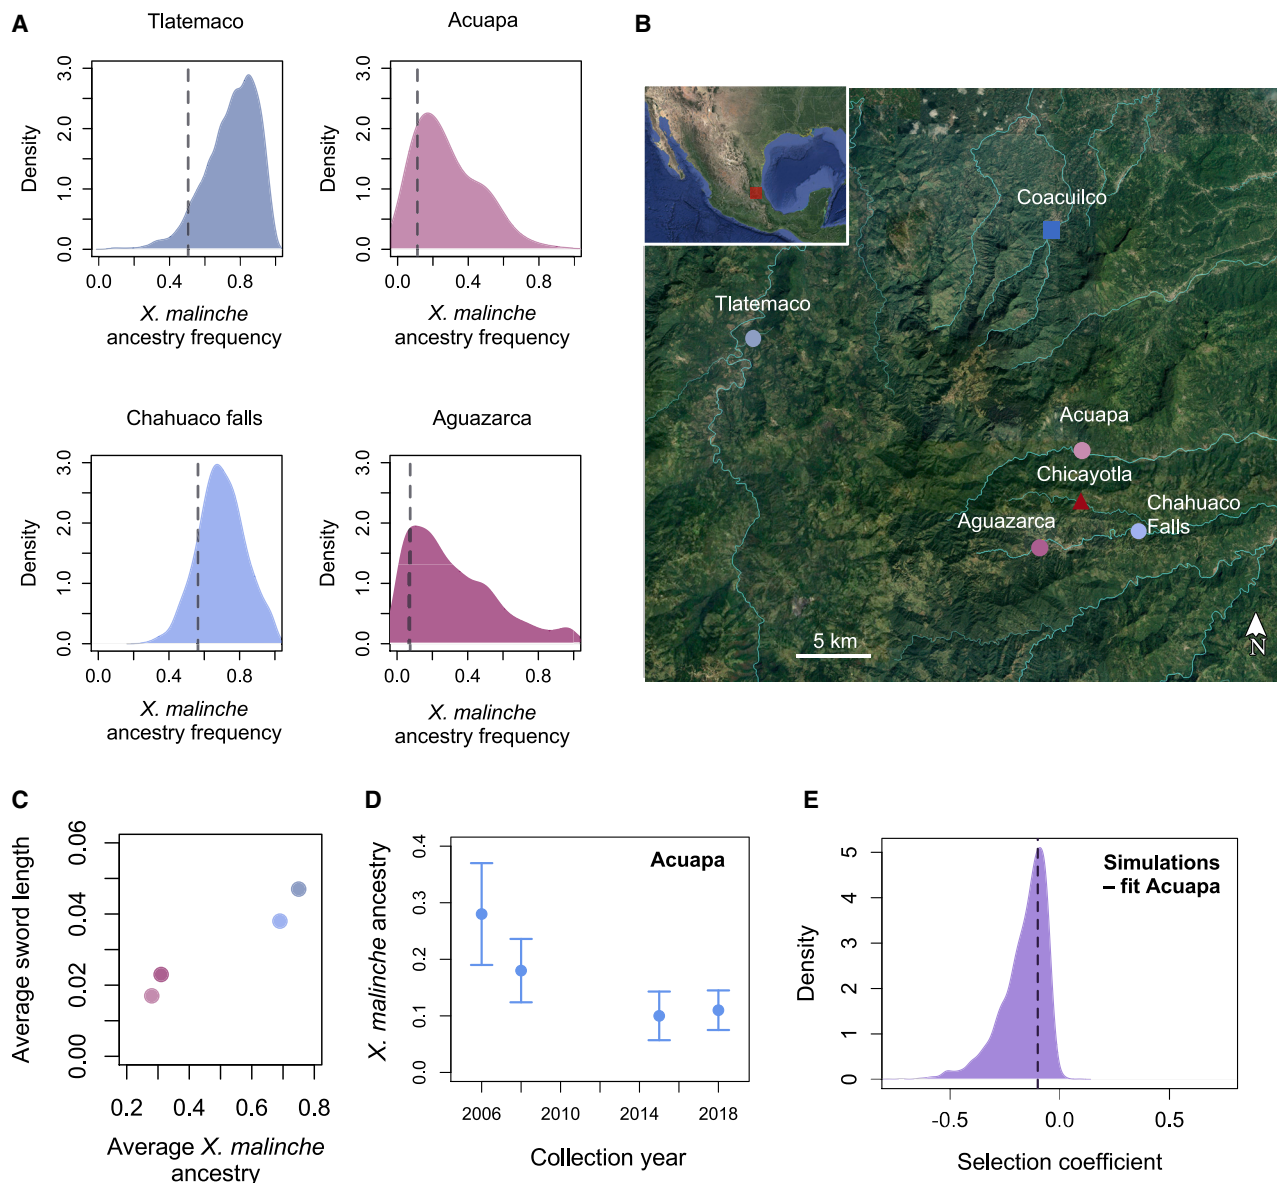 A
Tlatemaco
3.0
2.0
1.0
0.0
Density
0.0 0.4 0.8
X. malinche
ancestry frequency
Acuapa
3.0
2.0
1.0
0.0
Density
0.0 0.4 0.8
X. malinche
ancestry frequency
Chahuaco falls
3.0
2.0
1.0
0.0
Density
0.0 0.4 0.8
X. malinche
ancestry frequency
Aguazarca
3.0
2.0
1.0
0.0
Density
0.0 0.4 0.8
X. malinche
ancestry frequency
B
Coacuilco
Tlatemaco
Acuapa
Chicayotla
Chahuaco
Falls
Aguazarca
5 km
N
C
0.06
0.04
0.02
0.00
Average sword length
0.2 0.4 0.6 0.8
Average X. malinche
ancestry
D
Acuapa
0.4
0.3
0.2
0.1
0.0
X. malinche ancestry
2006 2010 2014 2018
Collection year
E
Simulations
– fit Acuapa
5
4
3
2
1
0
Density
-0.5 0.0 0.5
Selection coefficient